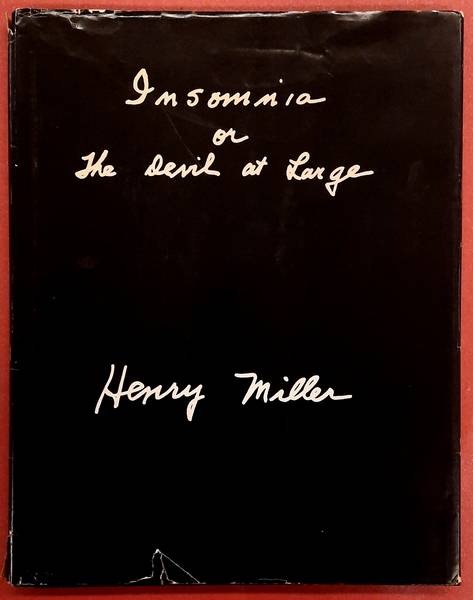 Insomnia
or
The Devil at Large
Henry Miller